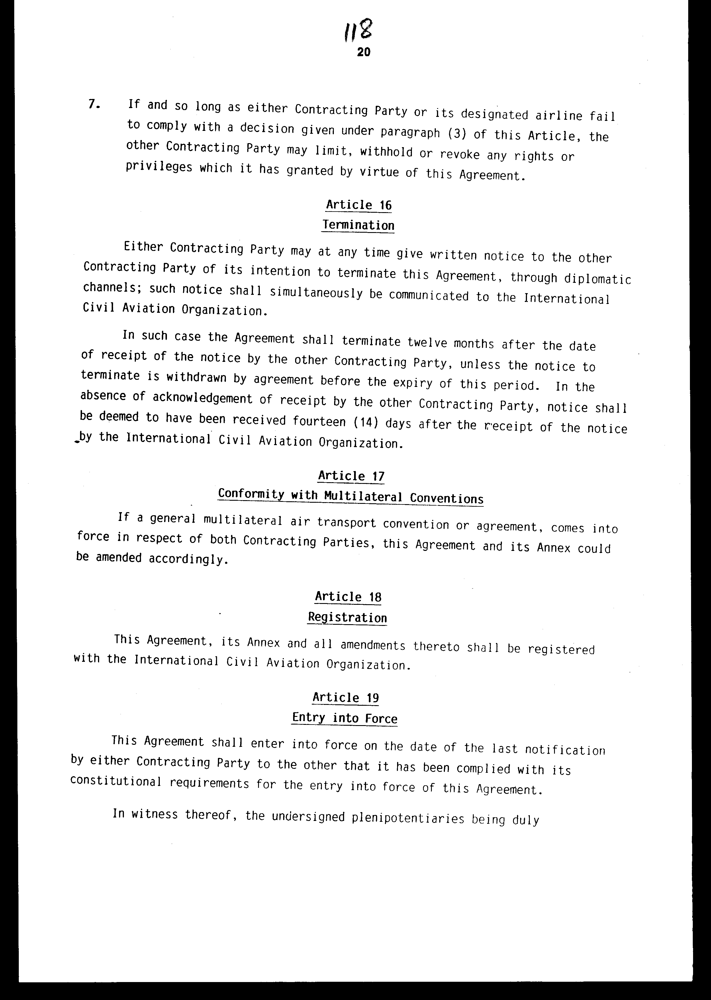 118
20
7. If and so long as either Contracting Party or its designated airline fail
to comply with a decision given under paragraph (3) of this Article, the
other Contracting Party may limit, withhold or revoke any rights or
privileges which it has granted by virtue of this Agreement.
Article 16
Termination
Either Contracting Party may at any time give written notice to the other
Contracting Party of its intention to terminate this Agreement, through diplomatic
channels; such notice shall simultaneously be communicated to the International
Civil Aviation Organization.
In such case the Agreement shall terminate twelve months after the date
of receipt of the notice by the other Contracting Party, unless the notice to
terminate is withdrawn by agreement before the expiry of this period. In the
absence of acknowledgement of receipt by the other Contracting Party, notice shall
be deemed to have been received fourteen (14) days after the receipt of the notice
by the International Civil Aviation Organization.
Article 17
Conformity with Multilateral Conventions
If a general multilateral air transport convention or agreement, comes into
force in respect of both Contracting Parties, this Agreement and its Annex could
be amended accordingly.
Article 18
Registration
This Agreement, its Annex and all amendments thereto shall be registered
with the International Civil Aviation Organization.
Article 19
Entry into Force
This Agreement shall enter into force on the date of the last notification
by either Contracting Party to the other that it has been complied with its
constitutional requirements for the entry into force of this Agreement.
In witness thereof, the undersigned plenipotentiaries being duly